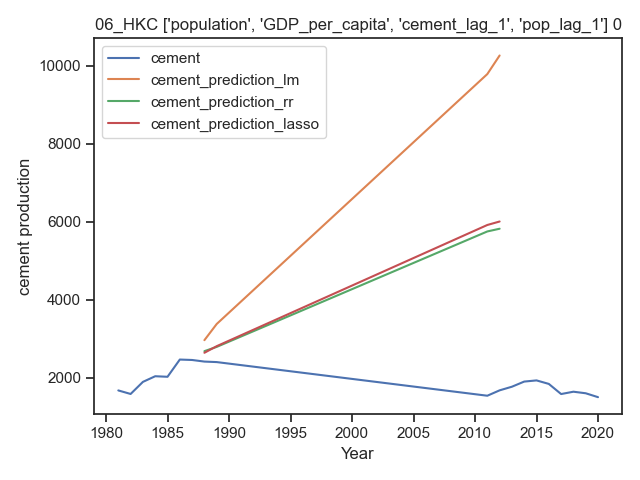 06_HKC ['population', 'GDP_per_capita', 'cement_lag_1', 'pop_lag_1'] 0
cement
cement_prediction_lm
cement_prediction_rr
cement_prediction_lasso
10000
8000
6000
4000
2000
cement production
1980 1985 1990 1995 2000 2005 2010 2015 2020
Year